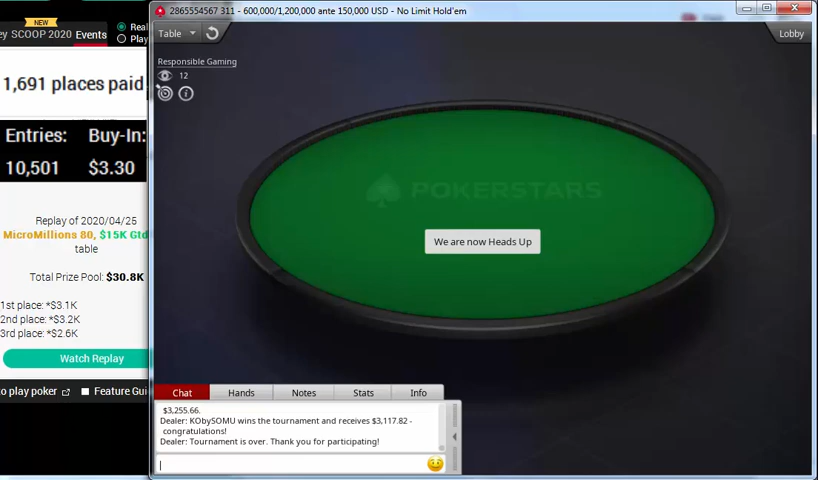 2865554567 311 - 600,000/1,200,000 ante 150,000 USD - No Limit Hold'em
NEW
ey SCOOP 2020 Events
Real
Play
Table
Lobby
Responsible Gaming
12
1,691 places paid
Entries: Buy-In:
10,501 $3.30
POKERSTARS
We are now Heads Up
Replay of 2020/04/25
MicroMillions 80, $15K Gtd
table
Total Prize Pool: $30.8K
1st place: *$3.1K
2nd place: *$3.2K
3rd place: *$2.6K
Watch Replay
to play poker
Feature Guid
Chat Hands Notes Stats Info
$3,255.66.
Dealer: KObySOMU wins the tournament and receives $3,117.82 -
congratulations!
Dealer: Tournament is over. Thank you for participating!